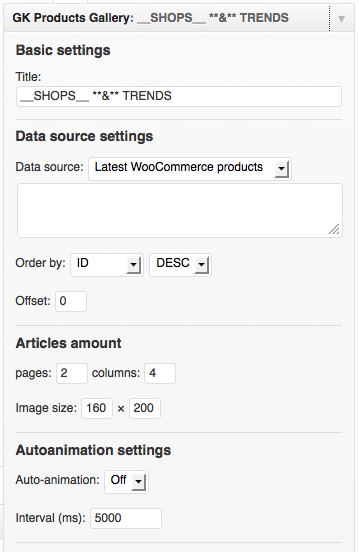 GK Products Gallery: __SHOPS__ **&** TRENDS
Basic settings
Title:
__SHOPS__ **&** TRENDS
Data source settings
Data source: Latest WooCommerce products
Order by: ID DESC
Offset: 0
Articles amount
pages: 2 columns: 4
Image size: 160 × 200
Autoanimation settings
Auto-animation: Off
Interval (ms): 5000